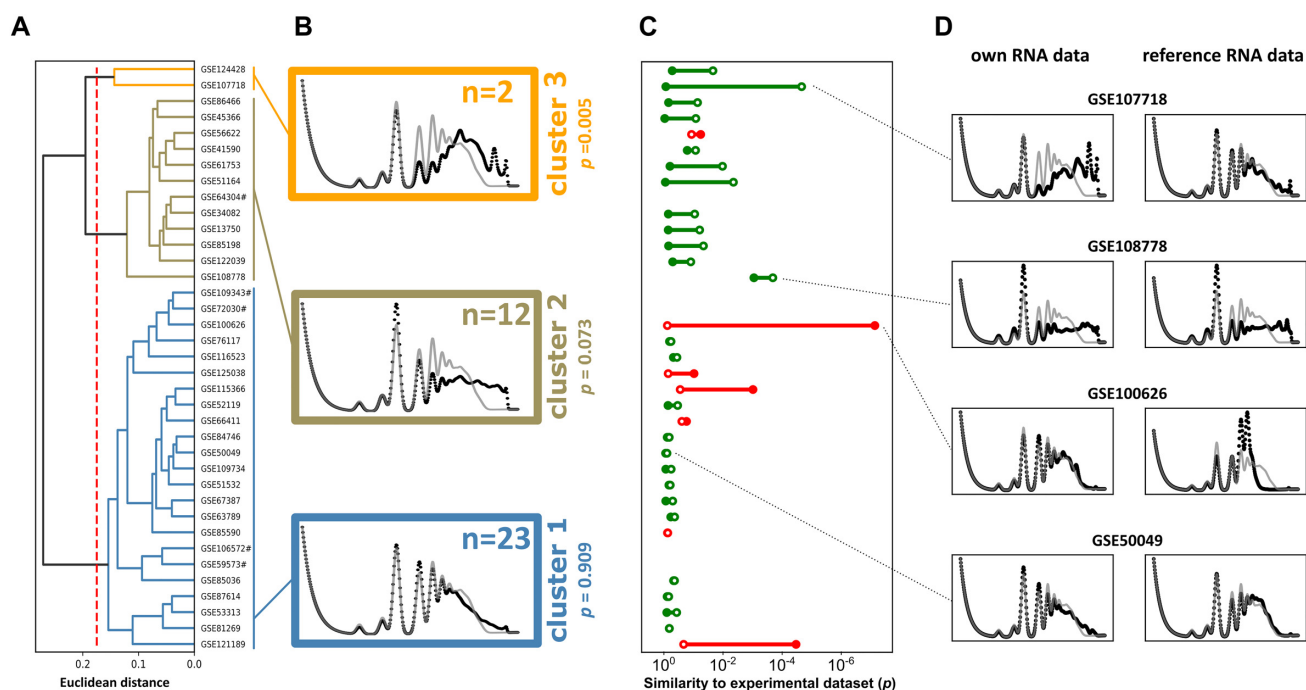 A
B
C
D
own RNA data
reference RNA data
GSE124428
GSE107718
GSE86466
GSE45366
GSE56622
GSE41590
GSE61753
GSE51164
GSE64304#
GSE34082
GSE13750
GSE85198
GSE122039
GSE108778
GSE109343#
GSE72030#
GSE100626
GSE76117
GSE116523
GSE125038
GSE115366
GSE52119
GSE66411
GSE84746
GSE50049
GSE109734
GSE51532
GSE67387
GSE63789
GSE85590
GSE106572#
GSE59573#
GSE85036
GSE87614
GSE53313
GSE81269
GSE121189
0.2
0.1
0.0
Euclidean distance
n=2
cluster 3
p =0.005
n=12
cluster 2
p = 0.073
n=23
cluster 1
p = 0.909
10⁰
10⁻²
10⁻⁴
10⁻⁶
Similarity to experimental dataset (p)
GSE107718
GSE108778
GSE100626
GSE50049